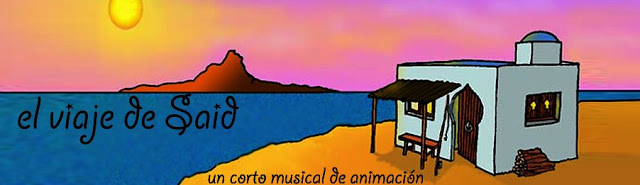 el viaje de Said
un corto musical de animación